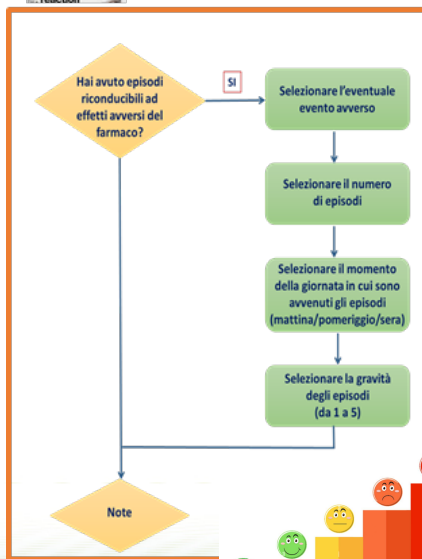 reaction
Hai avuto episodi
riconducibili ad
effetti avversi del
farmaco?
SI
Selezionare l'eventuale
evento avverso
Selezionare il numero
di episodi
Selezionare il momento
della giornata in cui sono
avvenuti gli episodi
(mattina/pomeriggio/sera)
Selezionare la gravità
degli episodi
(da 1 a 5)
Note